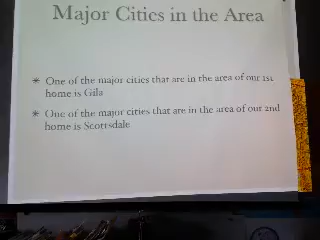 Major Cities in the Area
* One of the major cities that are in the area of our 1st
home is Gila
* One of the major cities that are in the area of out 2nd
home is Scottsdale